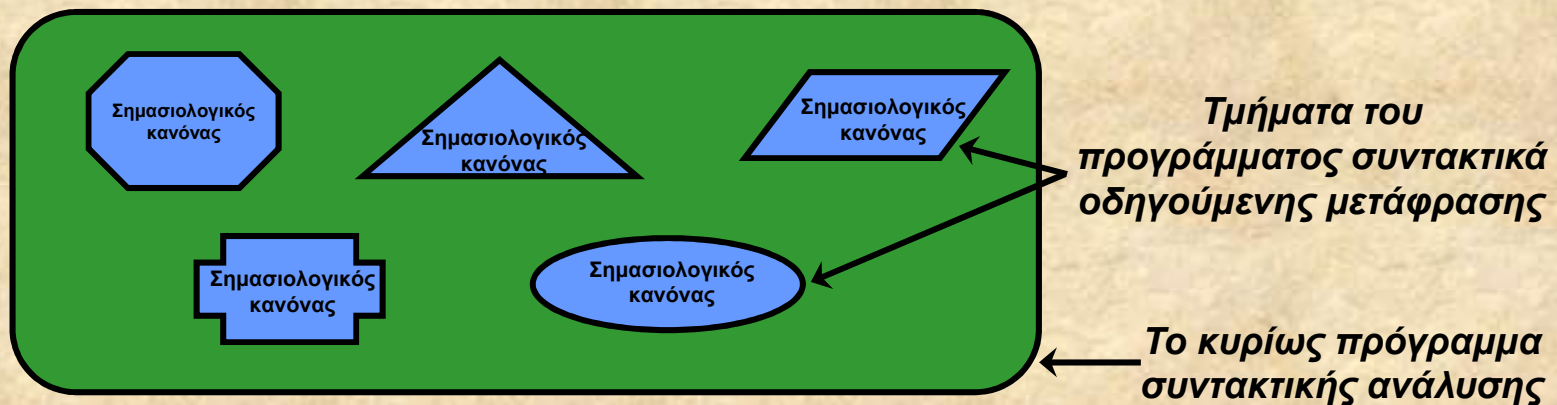 Σημασιολογικός
κανόνας
Σημασιολογικός
κανόνας
Σημασιολογικός
κανόνας
Τμήματα του
προγράμματος συντακτικά
οδηγούμενης μετάφρασης
Σημασιολογικός
κανόνας
Σημασιολογικός
κανόνας
Το κυρίως πρόγραμμα
συντακτικής ανάλυσης